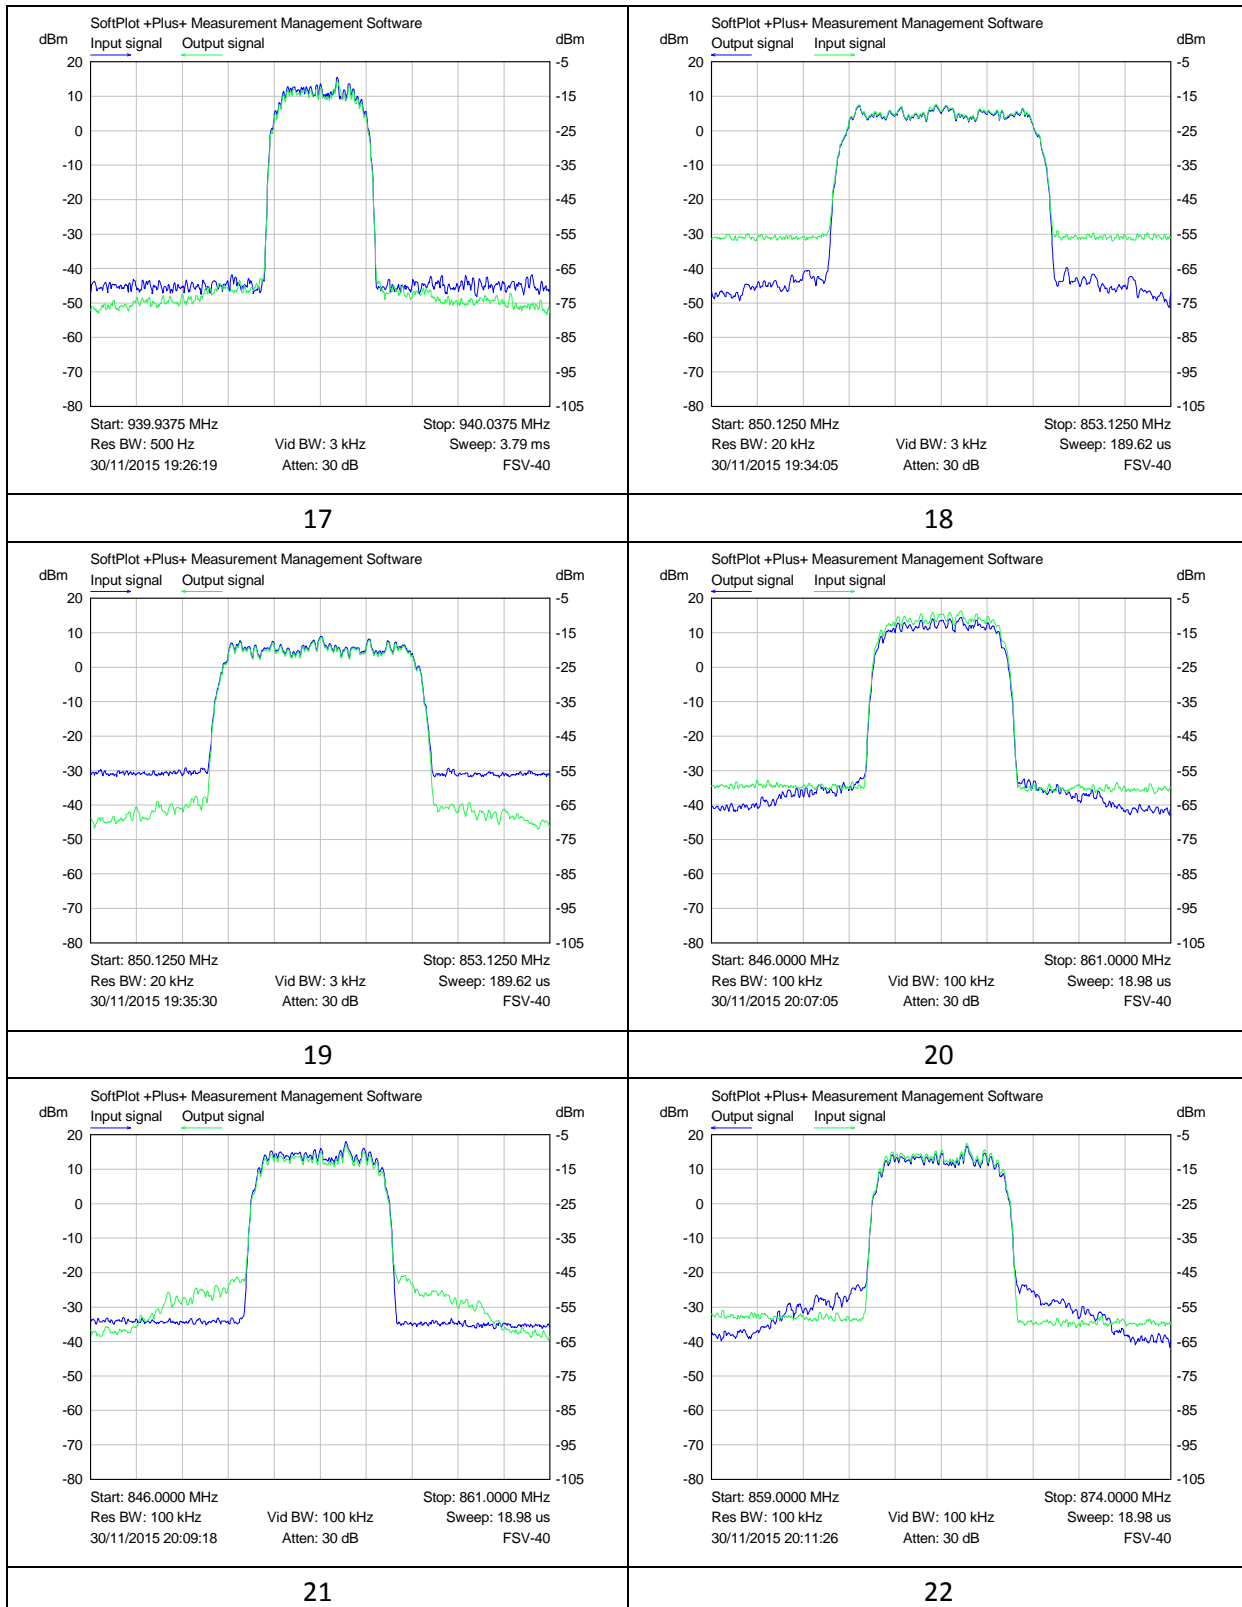 SoftPlot +Plus+ Measurement Management Software
dBm Input signal Output signal dBm
20 -5
10 -15
0 -25
-10 -35
-20 -45
-30 -55
-40 -65
-50 -75
-60 -85
-70 -95
-80 -105
Start: 939.9375 MHz Stop: 940.0375 MHz
Res BW: 500 Hz Vid BW: 3 kHz Sweep: 3.79 ms
30/11/2015 19:26:19 Atten: 30 dB FSV-40
17
SoftPlot +Plus+ Measurement Management Software
dBm Output signal Input signal dBm
20 -5
10 -15
0 -25
-10 -35
-20 -45
-30 -55
-40 -65
-50 -75
-60 -85
-70 -95
-80 -105
Start: 850.1250 MHz Stop: 853.1250 MHz
Res BW: 20 kHz Vid BW: 3 kHz Sweep: 189.62 us
30/11/2015 19:34:05 Atten: 30 dB FSV-40
18
SoftPlot +Plus+ Measurement Management Software
dBm Input signal Output signal dBm
20 -5
10 -15
0 -25
-10 -35
-20 -45
-30 -55
-40 -65
-50 -75
-60 -85
-70 -95
-80 -105
Start: 850.1250 MHz Stop: 853.1250 MHz
Res BW: 20 kHz Vid BW: 3 kHz Sweep: 189.62 us
30/11/2015 19:35:30 Atten: 30 dB FSV-40
19
SoftPlot +Plus+ Measurement Management Software
dBm Output signal Input signal dBm
20 -5
10 -15
0 -25
-10 -35
-20 -45
-30 -55
-40 -65
-50 -75
-60 -85
-70 -95
-80 -105
Start: 846.0000 MHz Stop: 861.0000 MHz
Res BW: 100 kHz Vid BW: 100 kHz Sweep: 18.98 us
30/11/2015 20:07:05 Atten: 30 dB FSV-40
20
SoftPlot +Plus+ Measurement Management Software
dBm Input signal Output signal dBm
20 -5
10 -15
0 -25
-10 -35
-20 -45
-30 -55
-40 -65
-50 -75
-60 -85
-70 -95
-80 -105
Start: 846.0000 MHz Stop: 861.0000 MHz
Res BW: 100 kHz Vid BW: 100 kHz Sweep: 18.98 us
30/11/2015 20:09:18 Atten: 30 dB FSV-40
21
SoftPlot +Plus+ Measurement Management Software
dBm Output signal Input signal dBm
20 -5
10 -15
0 -25
-10 -35
-20 -45
-30 -55
-40 -65
-50 -75
-60 -85
-70 -95
-80 -105
Start: 859.0000 MHz Stop: 874.0000 MHz
Res BW: 100 kHz Vid BW: 100 kHz Sweep: 18.98 us
30/11/2015 20:11:26 Atten: 30 dB FSV-40
22